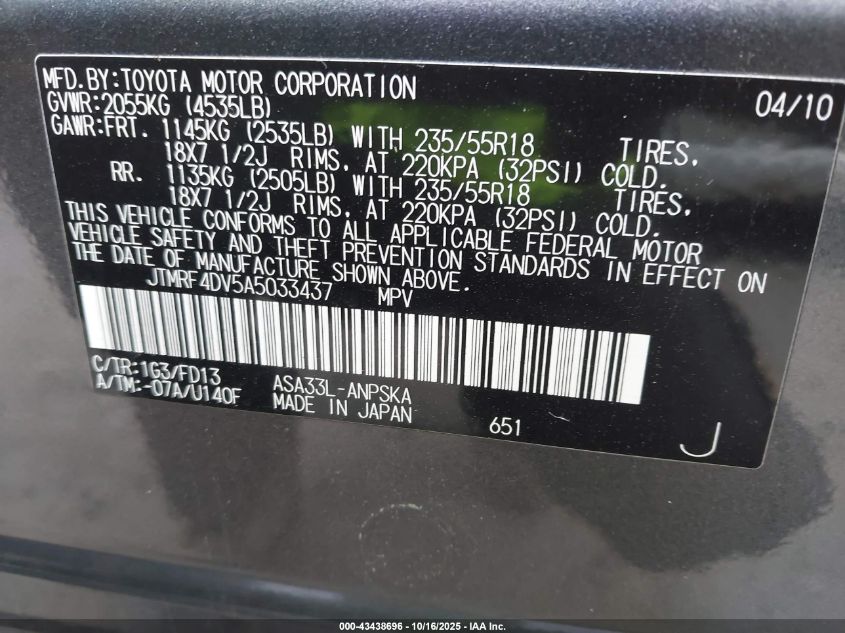 MFD.BY:TOYOTA MOTOR CORPORATION 04/10
GVWR:2055KG (4535LB)
GAWR:FRT. 1145KG (2535LB) WITH 235/55R18 TIRES,
18X7 1/2J RIMS, AT 220KPA (32PSI) COLD.
RR. 1135KG (2505LB) WITH 235/55R18 TIRES,
18X7 1/2J RIMS, AT 220KPA (32PSI) COLD.
THIS VEHICLE CONFORMS TO ALL APPLICABLE FEDERAL MOTOR
VEHICLE SAFETY AND THEFT PREVENTION STANDARDS IN EFFECT ON
THE DATE OF MANUFACTURE SHOWN ABOVE.
JTMRF4DV5A5033437 MPV
C/TR:1G3/FD13 ASA33L-ANPSKA
A/TM:-07A/U140F MADE IN JAPAN
651 J
000-43438696 - 10/16/2025 - IAA Inc.